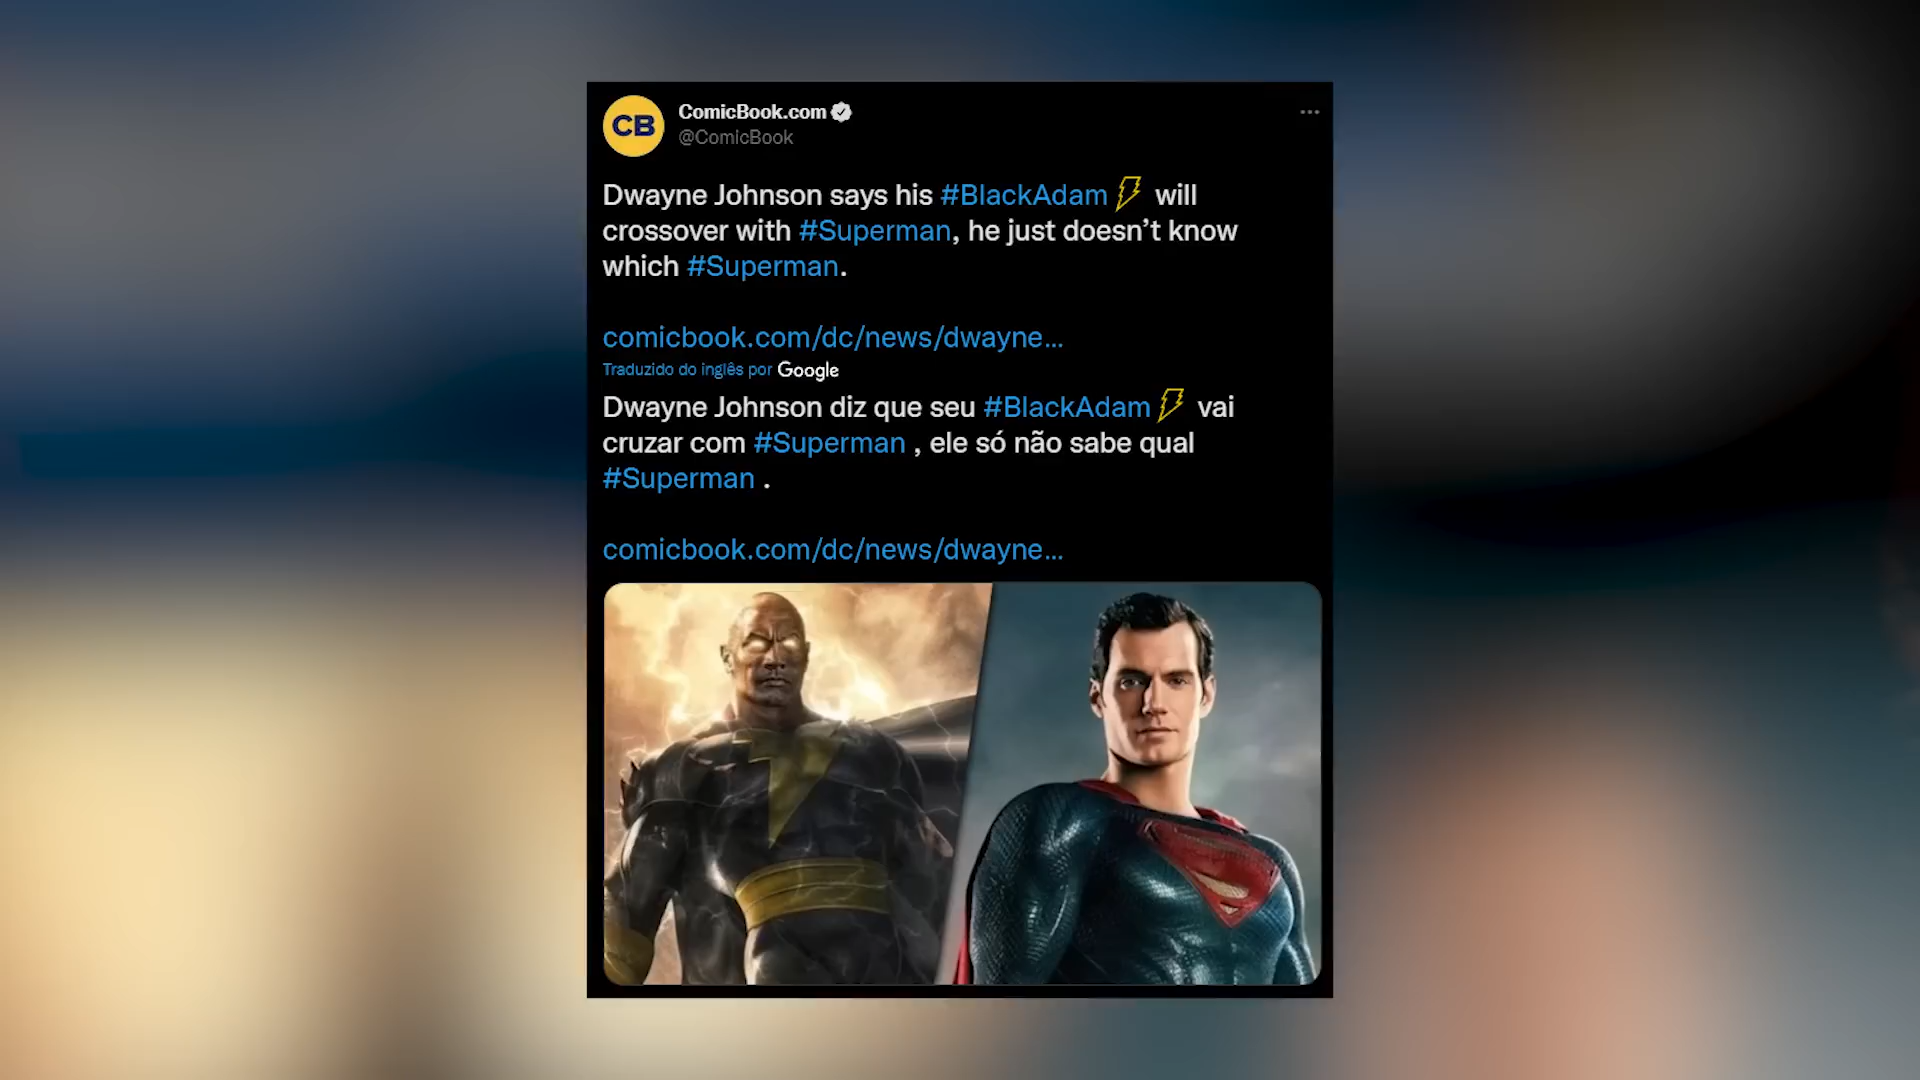 CB
ComicBook.com
@ComicBook
Dwayne Johnson says his #BlackAdam will
crossover with #Superman, he just doesn’t know
which #Superman.
comicbook.com/dc/news/dwayne…
Traduzido do inglês por Google
Dwayne Johnson diz que seu #BlackAdam vai
cruzar com #Superman , ele só não sabe qual
#Superman .
comicbook.com/dc/news/dwayne…